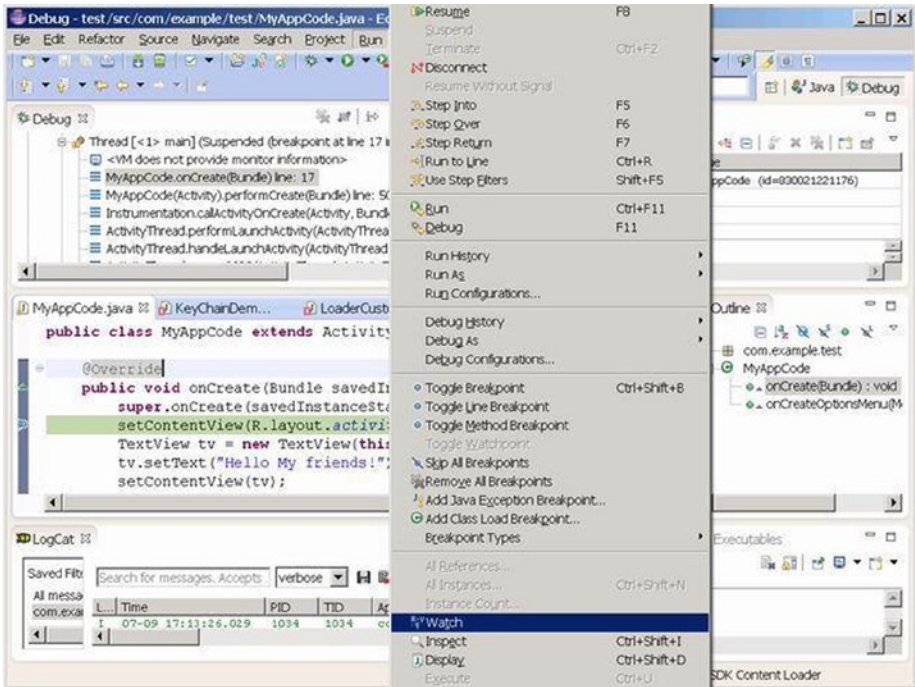 Debug - test/src/com/example/test/MyAppCode.java - Ec
File Edit Refactor Source Navigate Search Project Run
Java Debug
Debug
Thread [<1> main] (Suspended (breakpoint at line 17 i
<VM does not provide monitor information>
MyAppCode.onCreate(Bundle) line: 17
MyAppCode(Activity).performCreate(Bundle) line: 50
Instrumentation.callActivityOnCreate(Activity, Bundl
ActivityThread.performLaunchActivity(ActivityThrea
ActivityThread.handleLaunchActivity(ActivityThread
ppCode (id=830021221176)
Resume F8
Suspend
Terminate Ctrl+F2
Disconnect
Resume Without Signal
Step Into F5
Step Over F6
Step Return F7
Run to Line Ctrl+R
Use Step Filters Shift+F5
Run Ctrl+F11
Debug F11
Run History
Run As
Run Configurations...
Debug History
Debug As
Debug Configurations...
Toggle Breakpoint Ctrl+Shift+B
Toggle Line Breakpoint
Toggle Method Breakpoint
Toggle Watchpoint
Skip All Breakpoints
Remove All Breakpoints
Add Java Exception Breakpoint...
Add Class Load Breakpoint...
Breakpoint Types
All References...
All Instances... Ctrl+Shift+N
Instance Count...
Watch
Inspect Ctrl+Shift+I
Display Ctrl+Shift+D
Execute Ctrl+U
MyAppCode.java KeyChainDem... LoaderCust
public class MyAppCode extends Activity
@Override
public void onCreate(Bundle savedIn
super.onCreate(savedInstanceSta
setContentView(R.layout.activi
TextView tv = new TextView(this
tv.setText("Hello My friends!")
setContentView(tv);
Outline
com.example.test
MyAppCode
onCreate(Bundle) : void
onCreateOptionsMenu(M
LogCat
Executables
Saved Filte
Search for messages. Accepts verbose
All messa
com.exar
L... Time PID TID Ap
I 07-09 17:13:26.029 1034 1034 co
SDK Content Loader